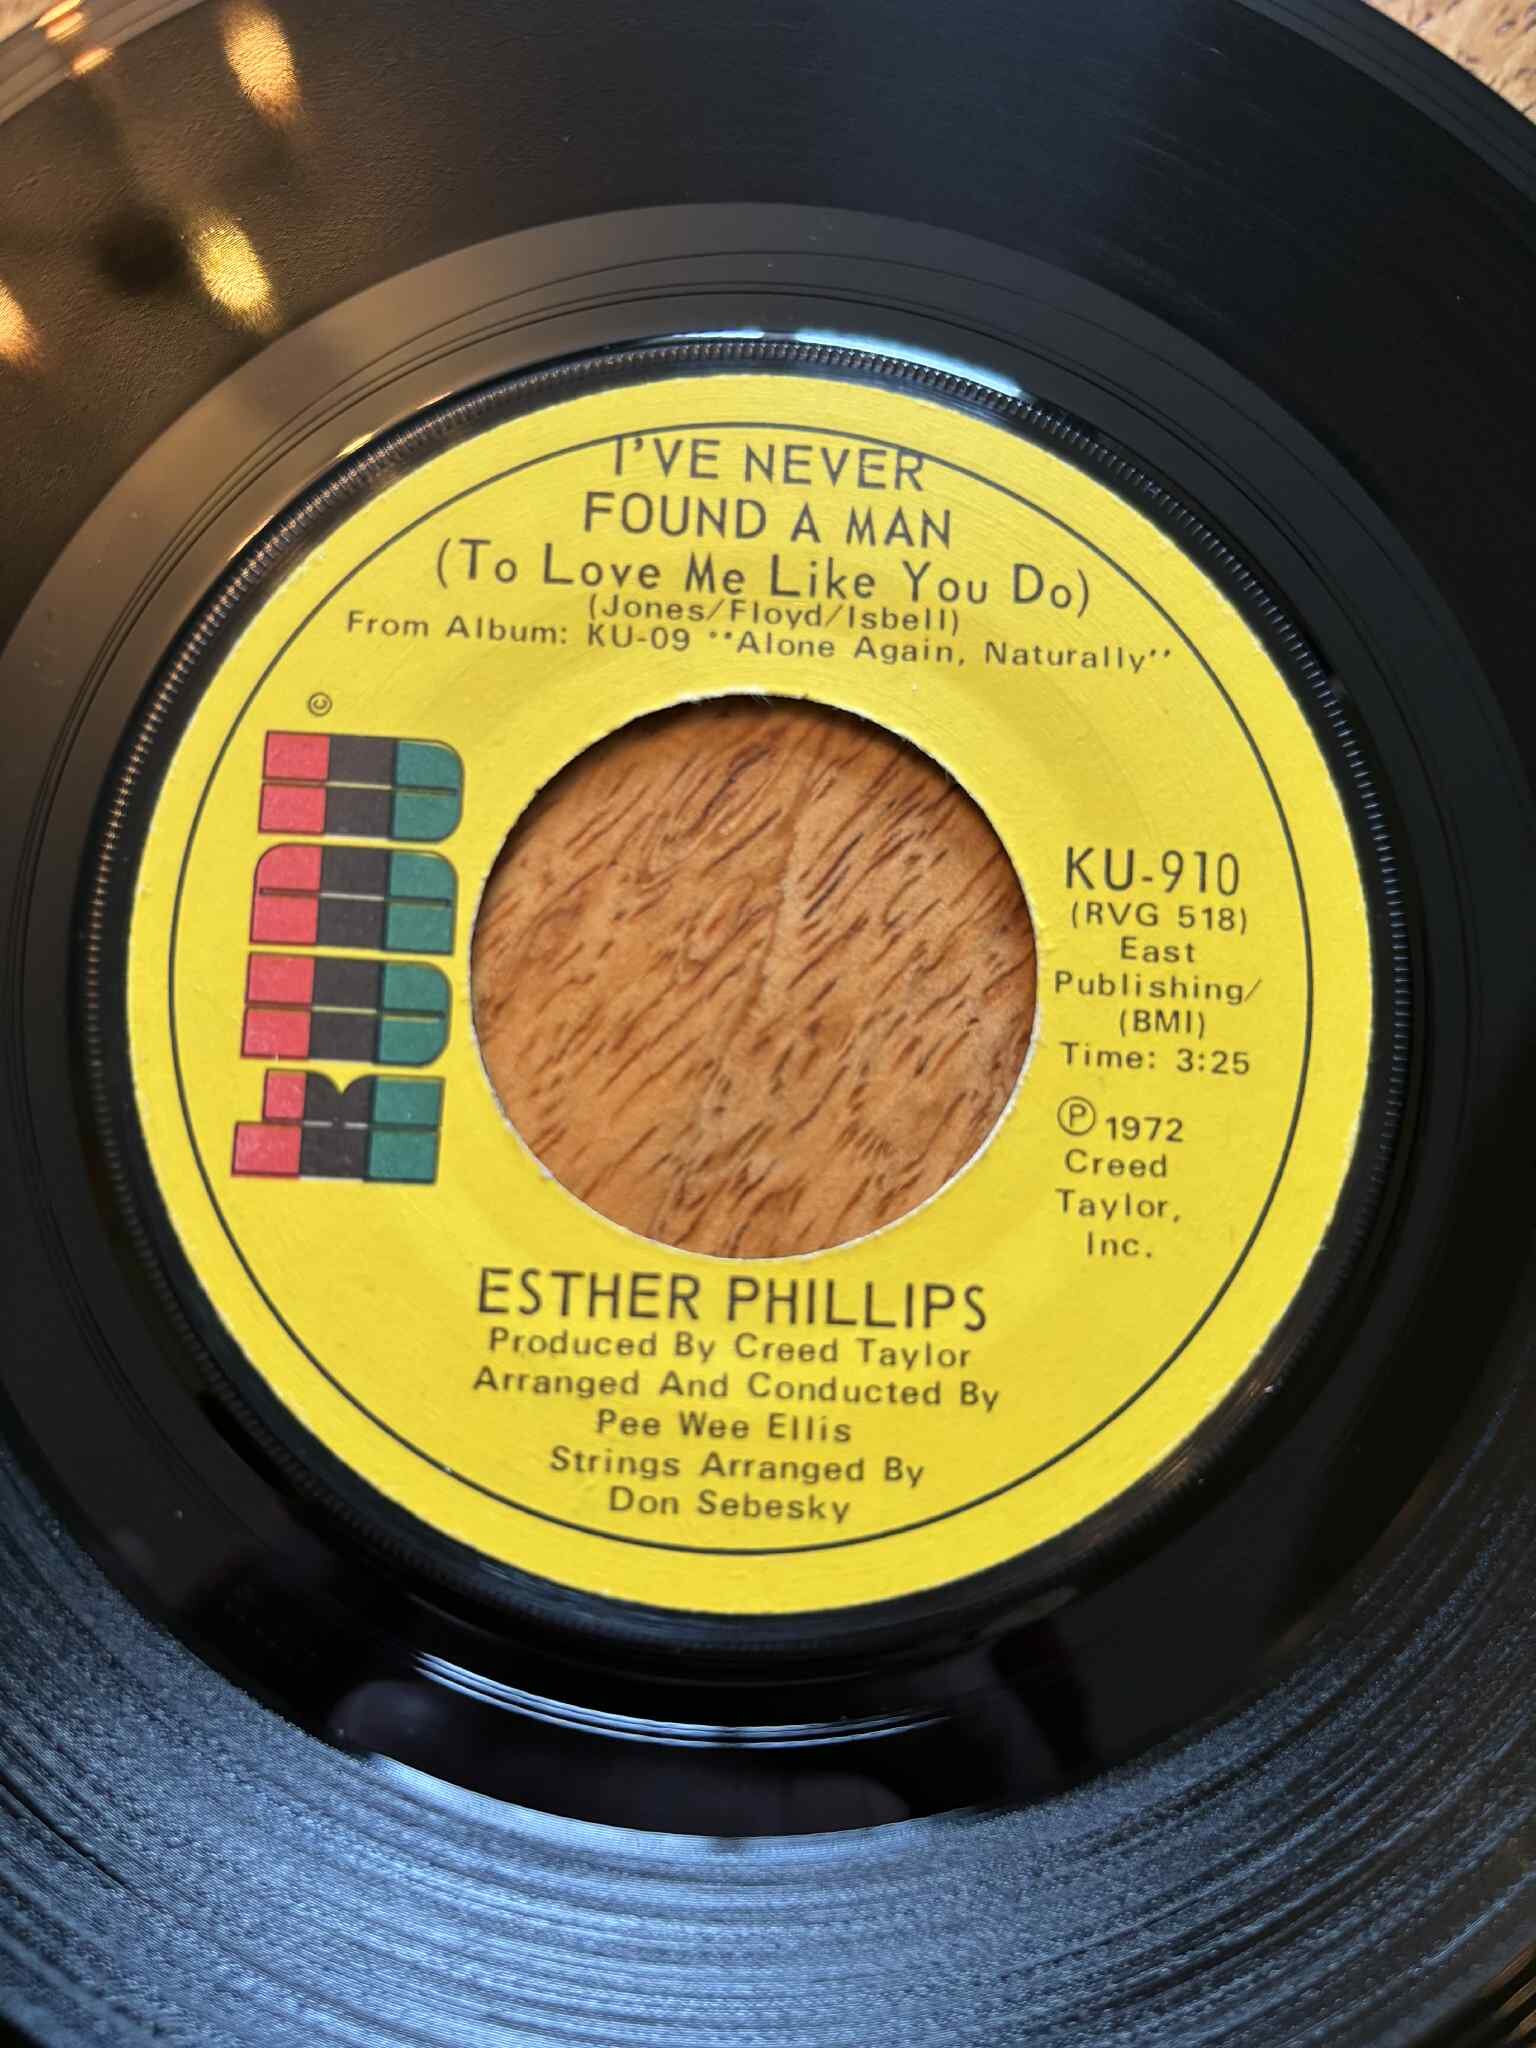 I'VE NEVER
FOUND A MAN
(To Love Me Like You Do)
(Jones/Floyd/Isbell)
From Album: KU-09 "Alone Again, Naturally"
©
KUDU
KU-910
(RVG 518)
East
Publishing/
(BMI)
Time: 3:25
℗ 1972
Creed
Taylor,
Inc.
ESTHER PHILLIPS
Produced By Creed Taylor
Arranged And Conducted By
Pee Wee Ellis
Strings Arranged By
Don Sebesky